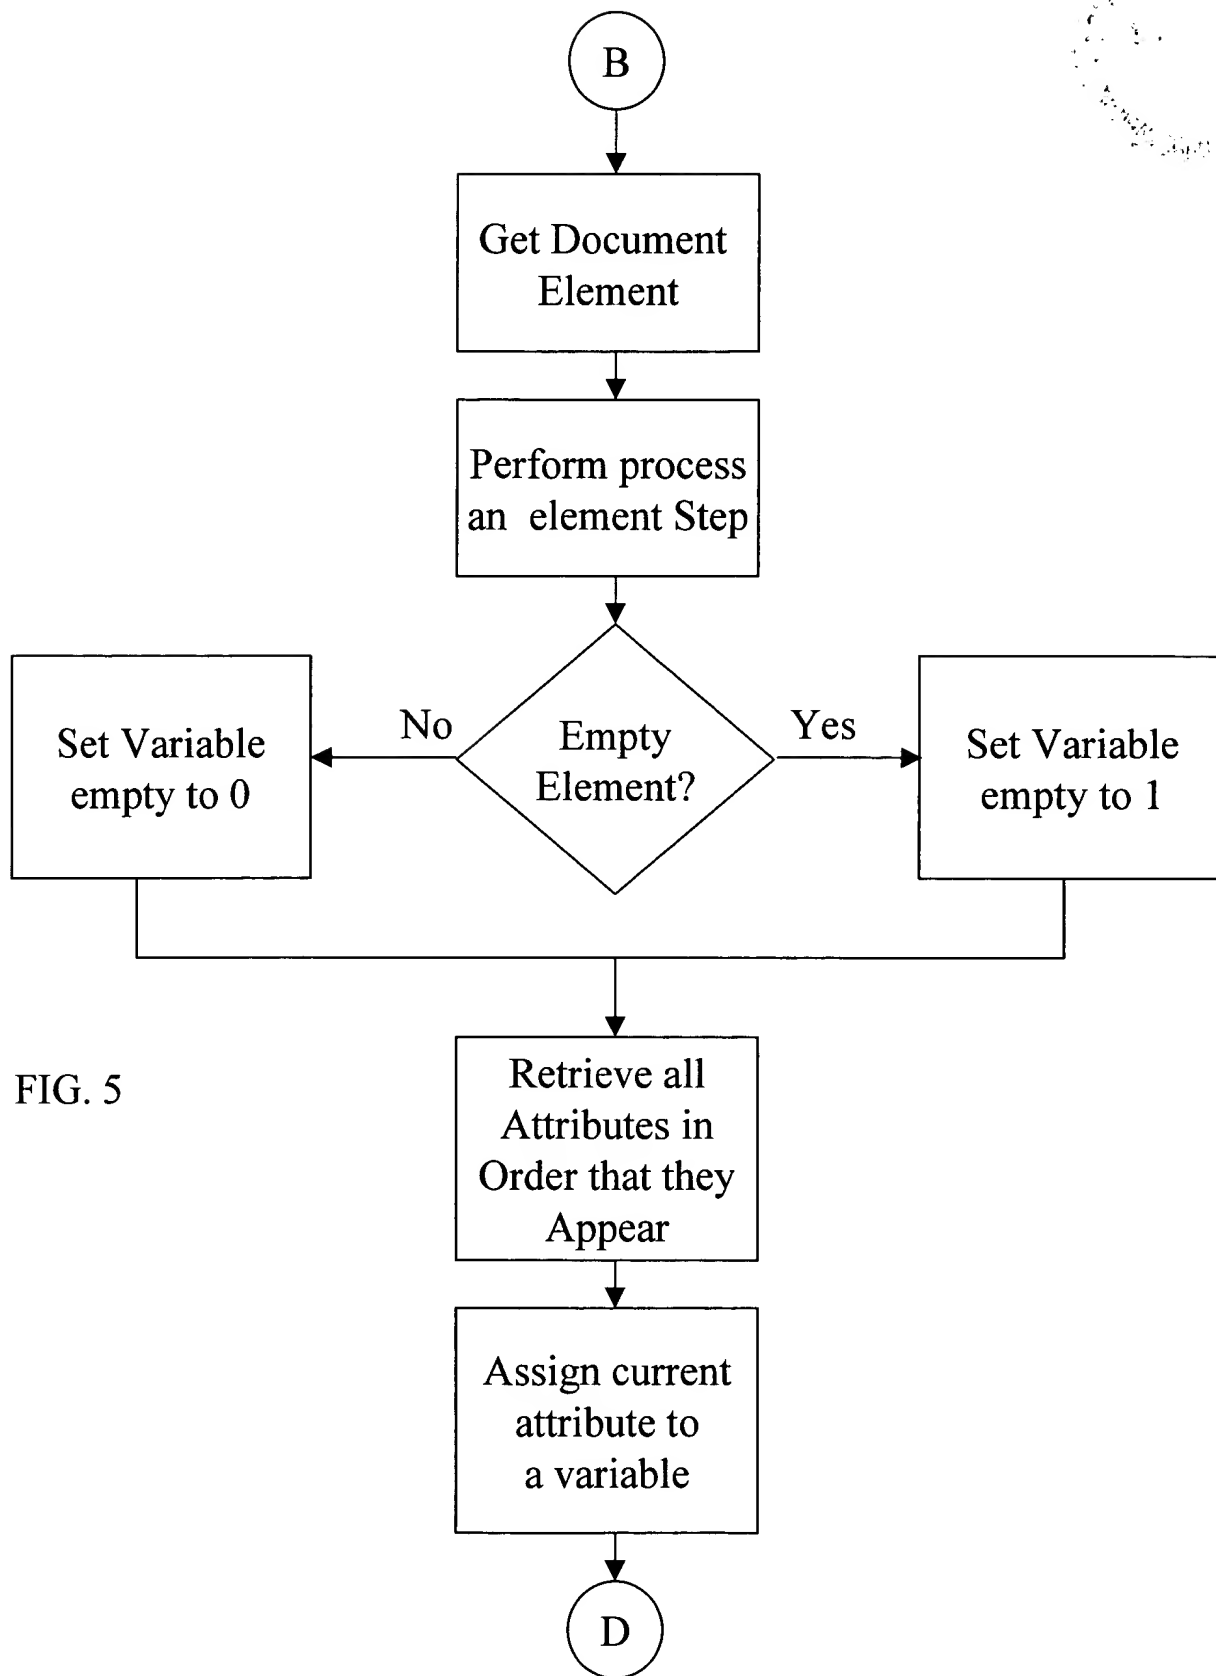 B
Get Document
Element
Perform process
an element Step
No
Yes
Set Variable
empty to 0
Empty
Element?
Set Variable
empty to 1
FIG. 5
Retrieve all
Attributes in
Order that they
Appear
Assign current
attribute to
a variable
D